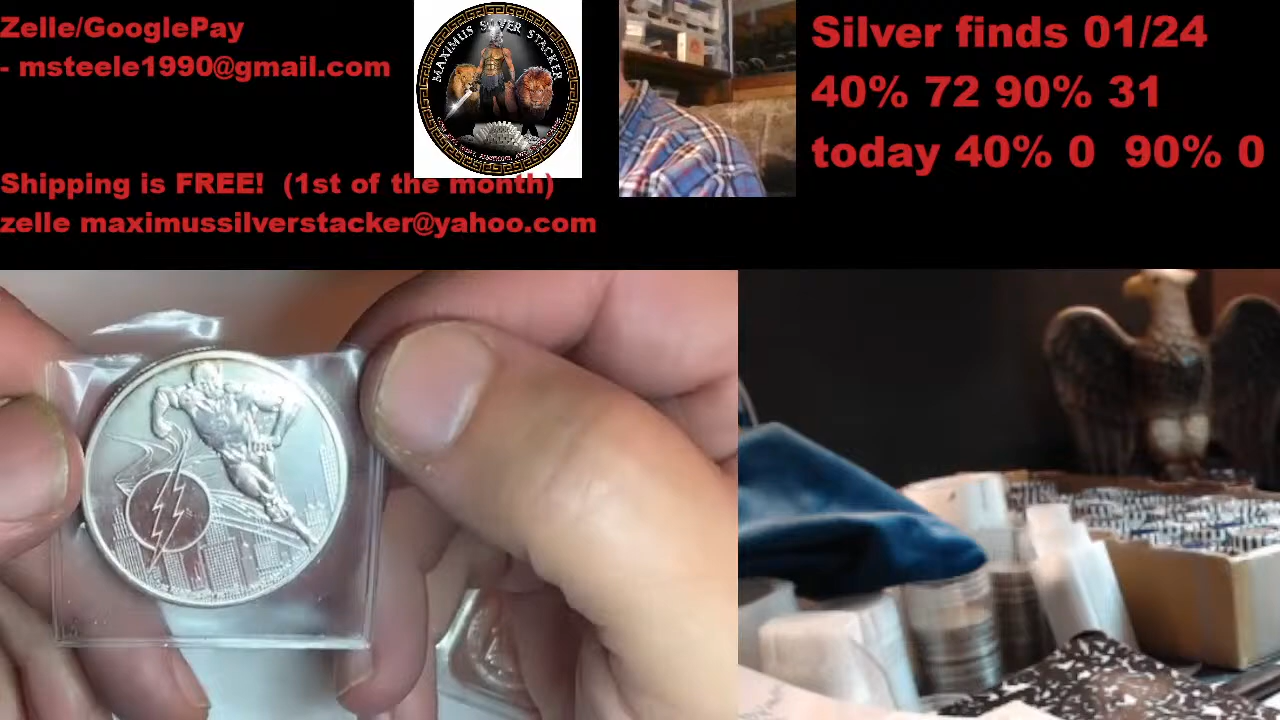 Zelle/GooglePay
- msteele1990@gmail.com
MAXIMUS SILVER STACKER
Shipping is FREE! (1st of the month)
zelle maximussilverstacker@yahoo.com
Silver finds 01/24
40% 72 90% 31
today 40% 0 90% 0